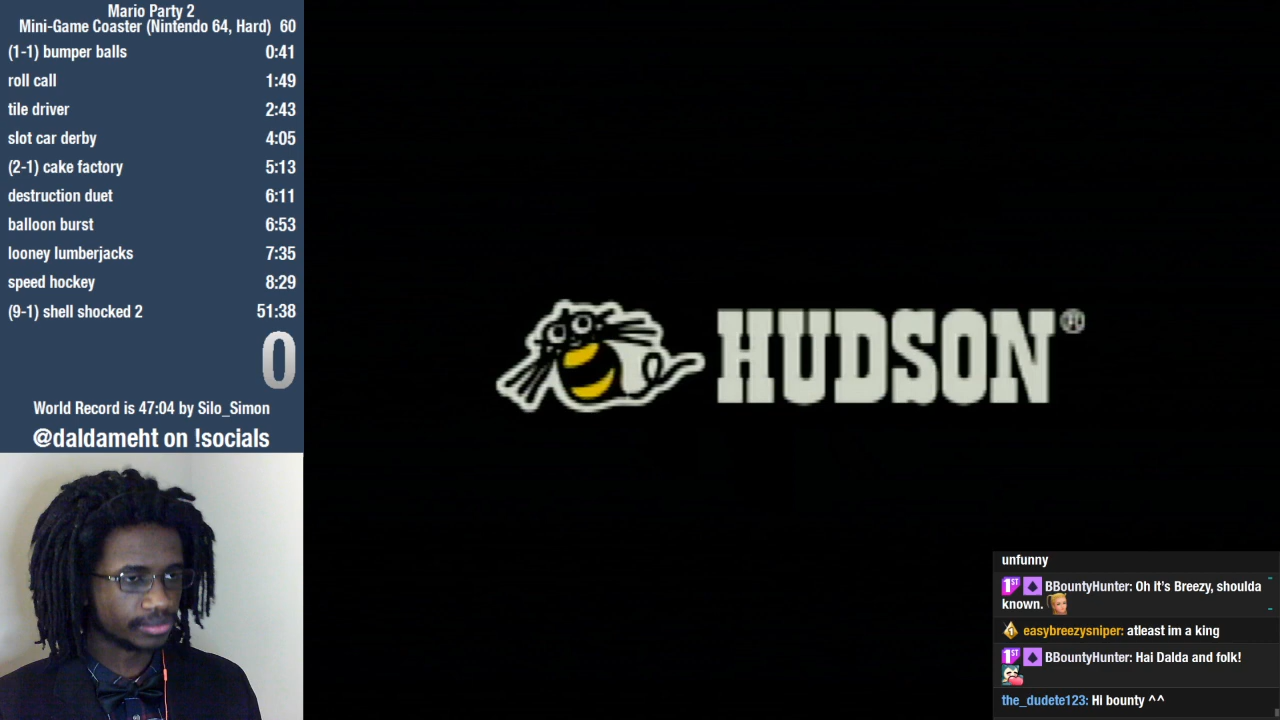 Mario Party 2
Mini-Game Coaster (Nintendo 64, Hard) 60
(1-1) bumper balls 0:41
roll call 1:49
tile driver 2:43
slot car derby 4:05
(2-1) cake factory 5:13
destruction duet 6:11
balloon burst 6:53
looney lumberjacks 7:35
speed hockey 8:29
(9-1) shell shocked 2 51:38
0
World Record is 47:04 by Silo_Simon
@daldameht on !socials
HUDSON®
unfunny
1ST BBountyHunter: Oh it's Breezy, shoulda
known.
1 easybreezysniper: atleast im a king
1ST BBountyHunter: Hai Dalda and folk!
the_dudete123: Hi bounty ^^